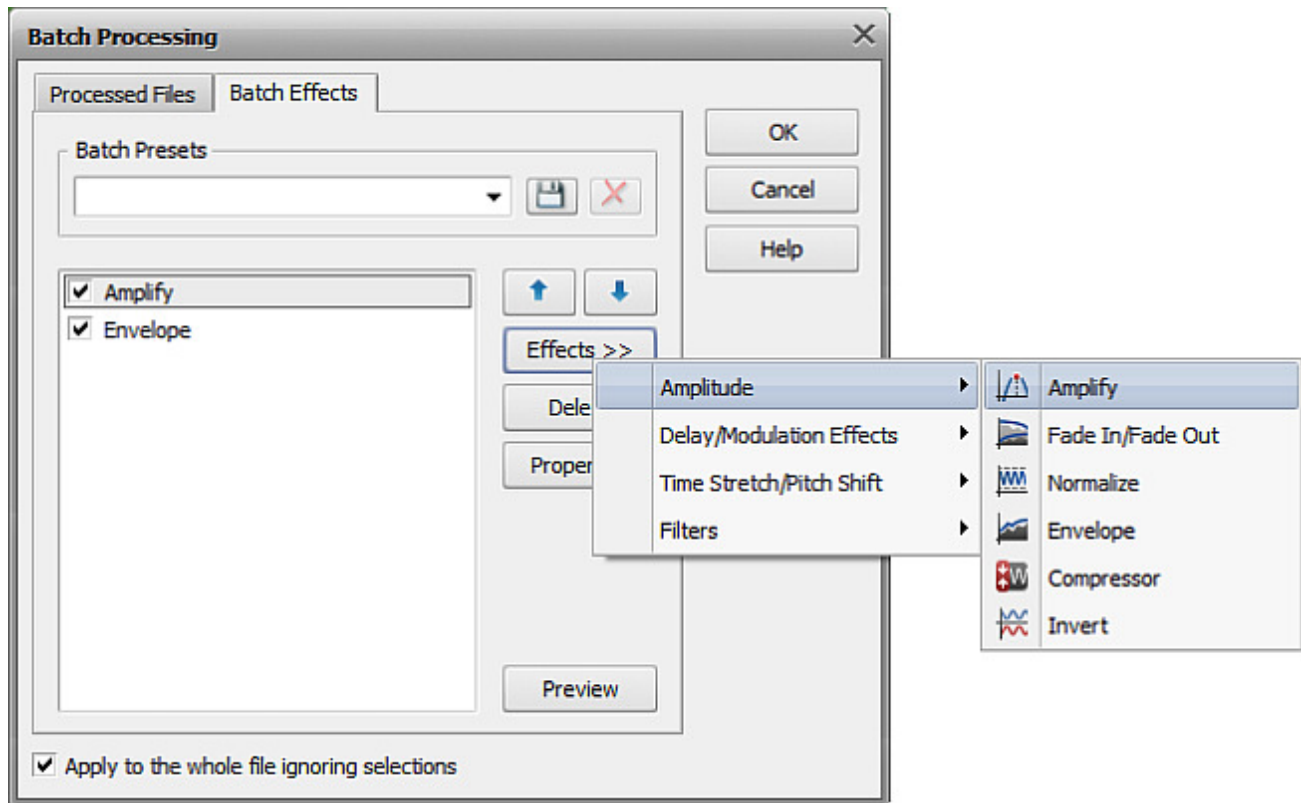 Batch Processing
Processed Files
Batch Effects
OK
Batch Presets
Cancel
Help
Amplify
Envelope
Effects >>
Amplitude
Amplify
Dele
Delay/Modulation Effects
Fade In/Fade Out
Proper
Time Stretch/Pitch Shift
Normalize
Filters
Envelope
Compressor
Invert
Preview
Apply to the whole file ignoring selections